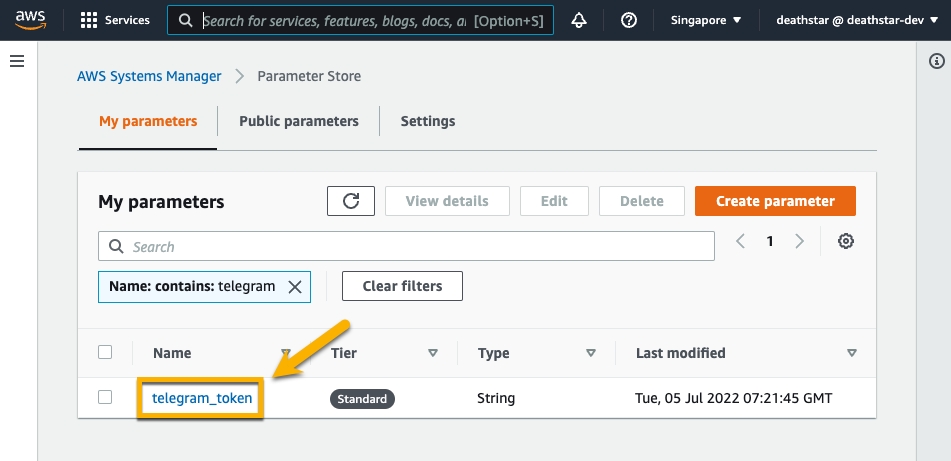 aws Services Search for services, features, blogs, docs, a [Option+S] Singapore deathstar @ deathstar-dev
AWS Systems Manager Parameter Store
My parameters Public parameters Settings
My parameters View details Edit Delete Create parameter
Search 1
Name: contains: telegram Clear filters
Name Tier Type Last modified
telegram_token Standard String Tue, 05 Jul 2022 07:21:45 GMT